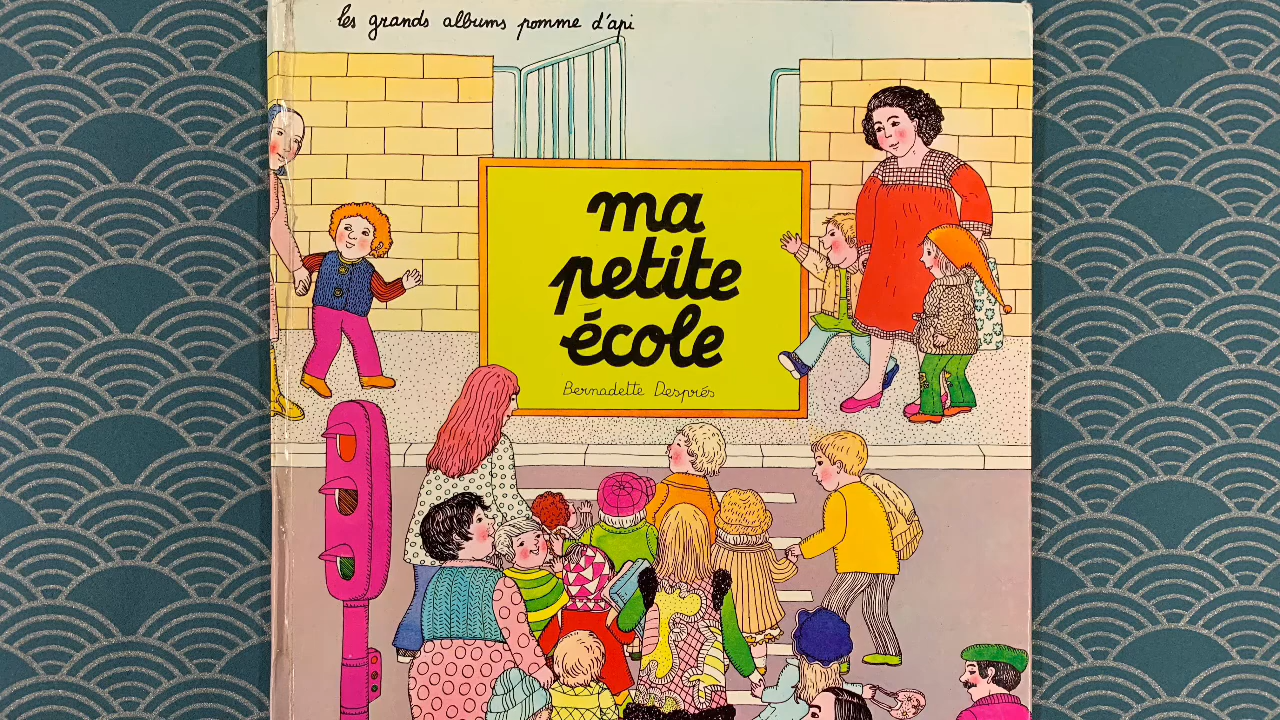 les grands albums pomme d'api
ma
petite
école
Bernadette Després